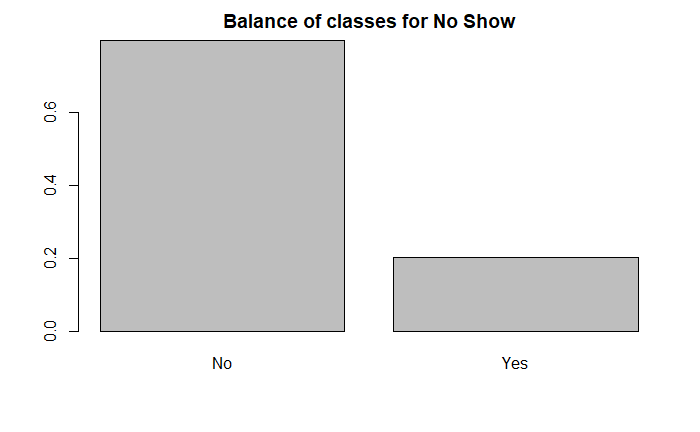 Balance of classes for No Show
0.6
0.4
0.2
0.0
No Yes